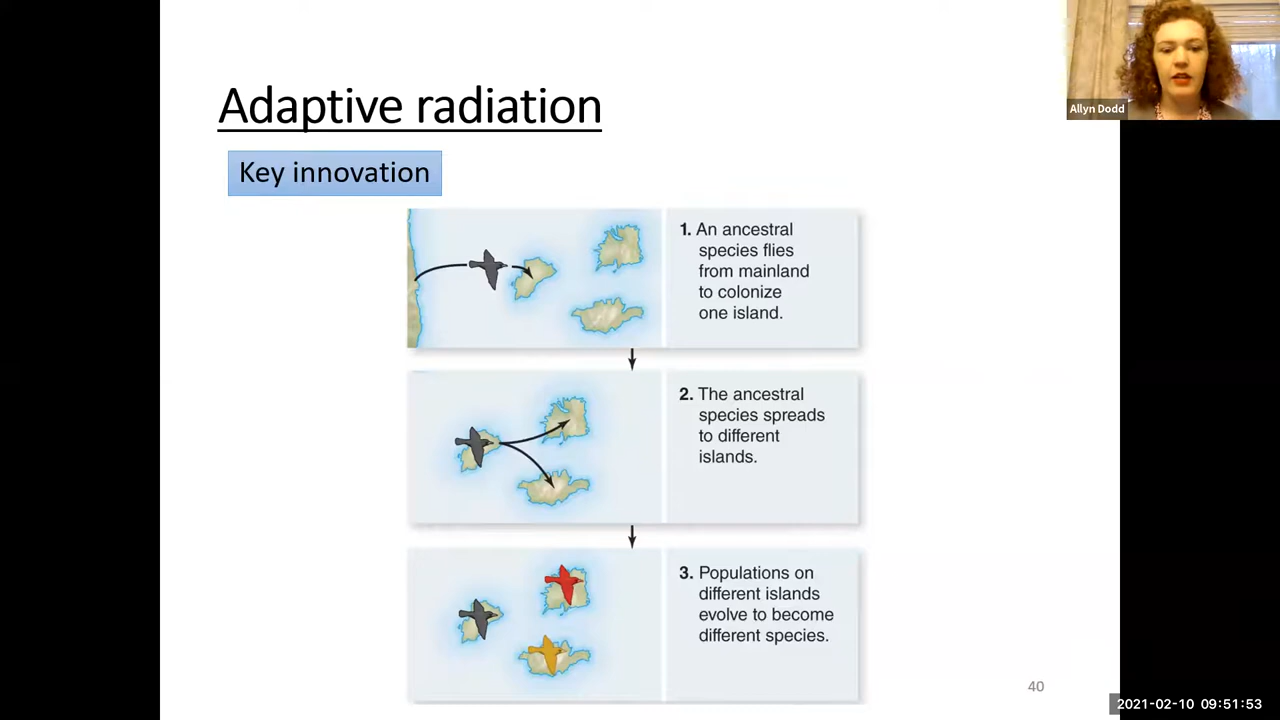 Allyn Dodd
Adaptive radiation
Key innovation
1. An ancestral
species flies
from mainland
to colonize
one island.
2. The ancestral
species spreads
to different
islands.
3. Populations on
different islands
evolve to become
different species.
40
2021-02-10 09:51:53